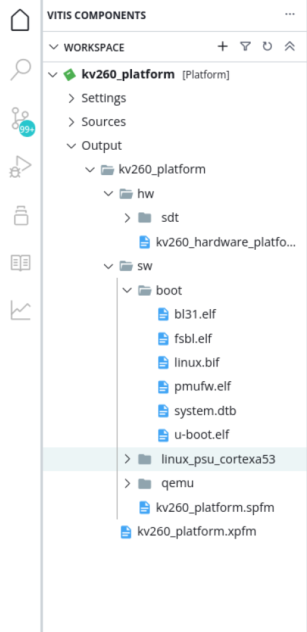 VITIS COMPONENTS ...
WORKSPACE
kv260_platform [Platform]
Settings
Sources
99+
Output
kv260_platform
hw
sdt
kv260_hardware_platfo...
sw
boot
bl31.elf
fsbl.elf
linux.bif
pmufw.elf
system.dtb
u-boot.elf
linux_psu_cortexa53
qemu
kv260_platform.spfm
kv260_platform.xpfm